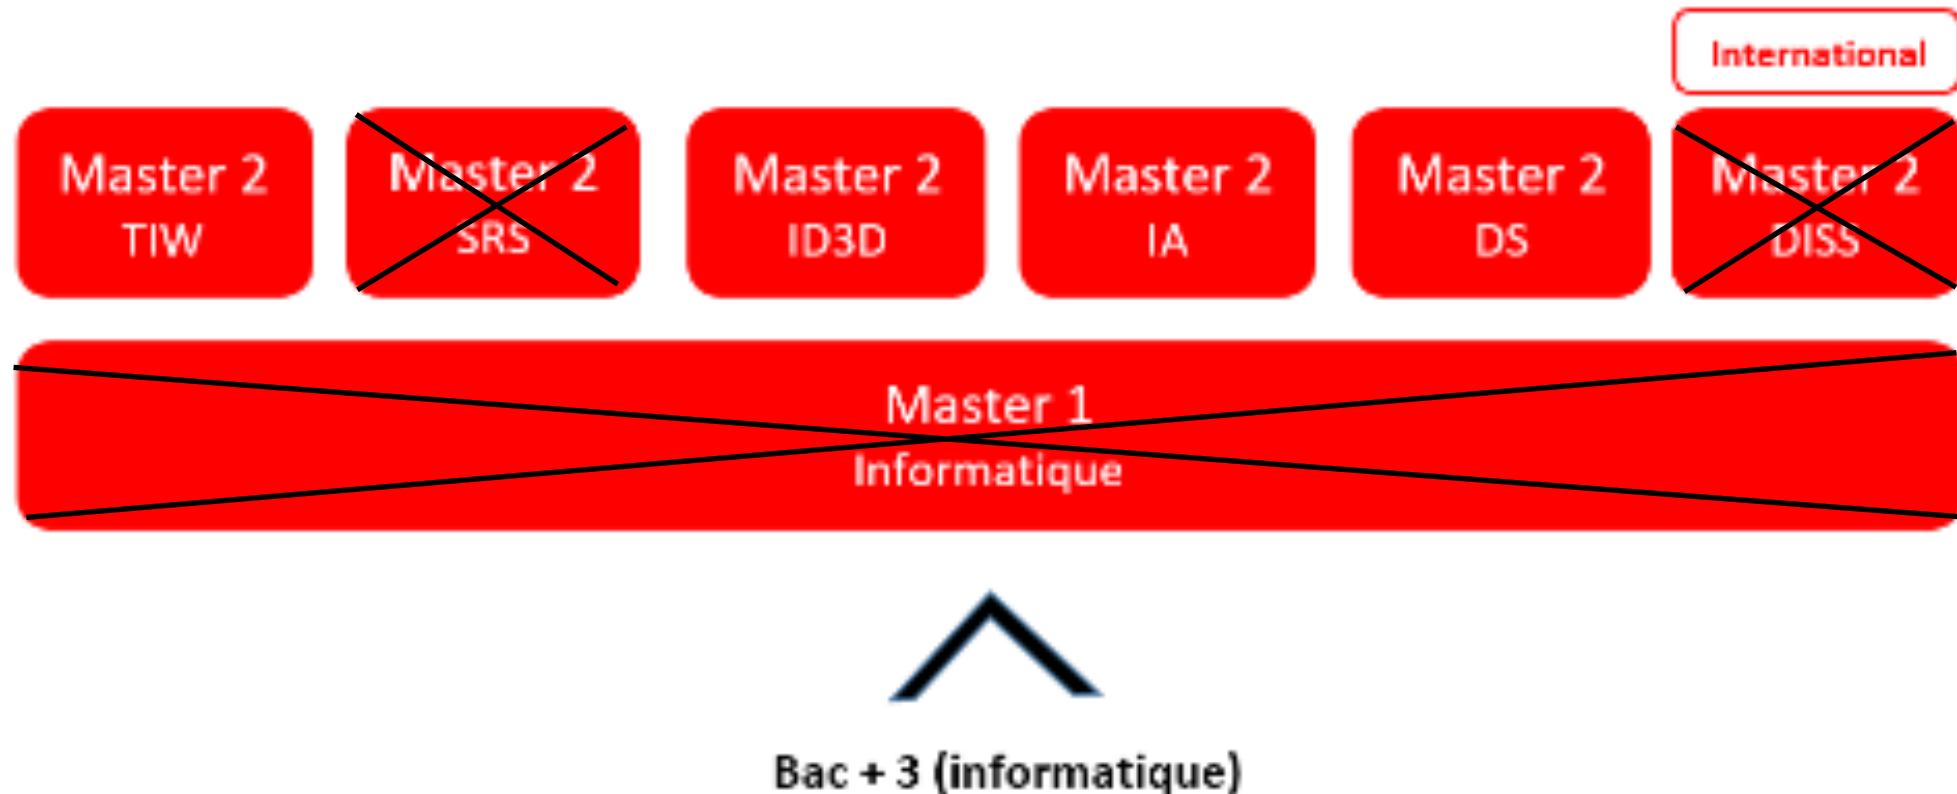 International
Master 2
TIW
Master 2
SRS
Master 2
ID3D
Master 2
IA
Master 2
DS
Master 2
DISS
Master 1
Informatique
Bac + 3 (informatique)